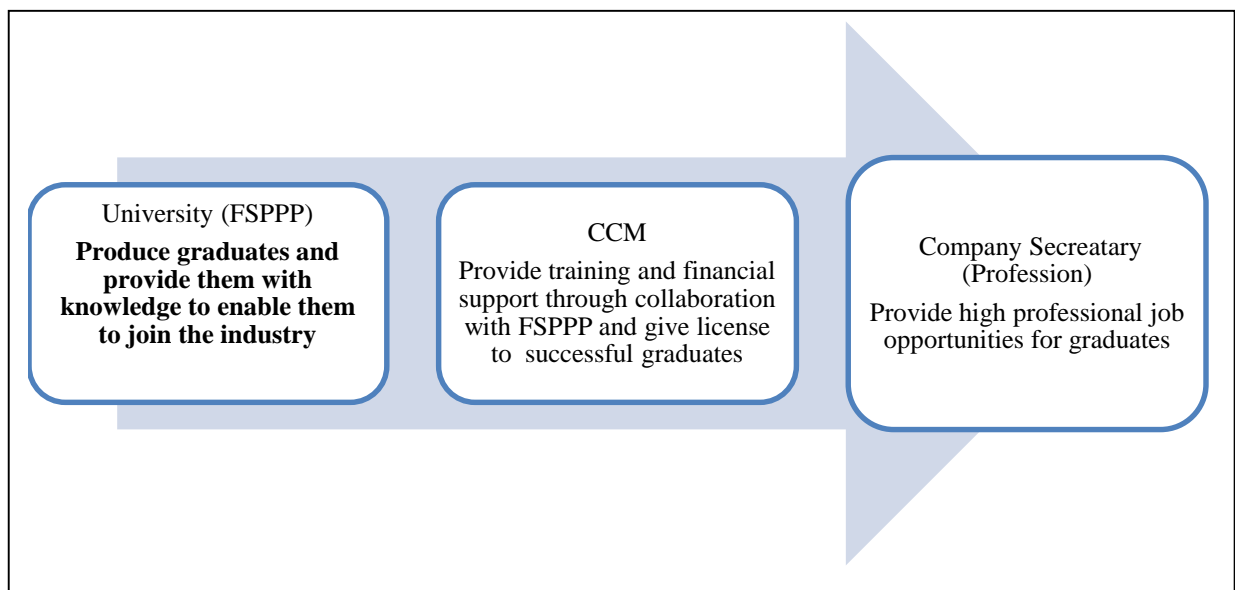 University (FSPPP)
Produce graduates and
provide them with
knowledge to enable them
to join the industry
CCM
Provide training and financial
support through collaboration
with FSPPP and give license
to successful graduates
Company Secreatary
(Profession)
Provide high professional job
opportunities for graduates